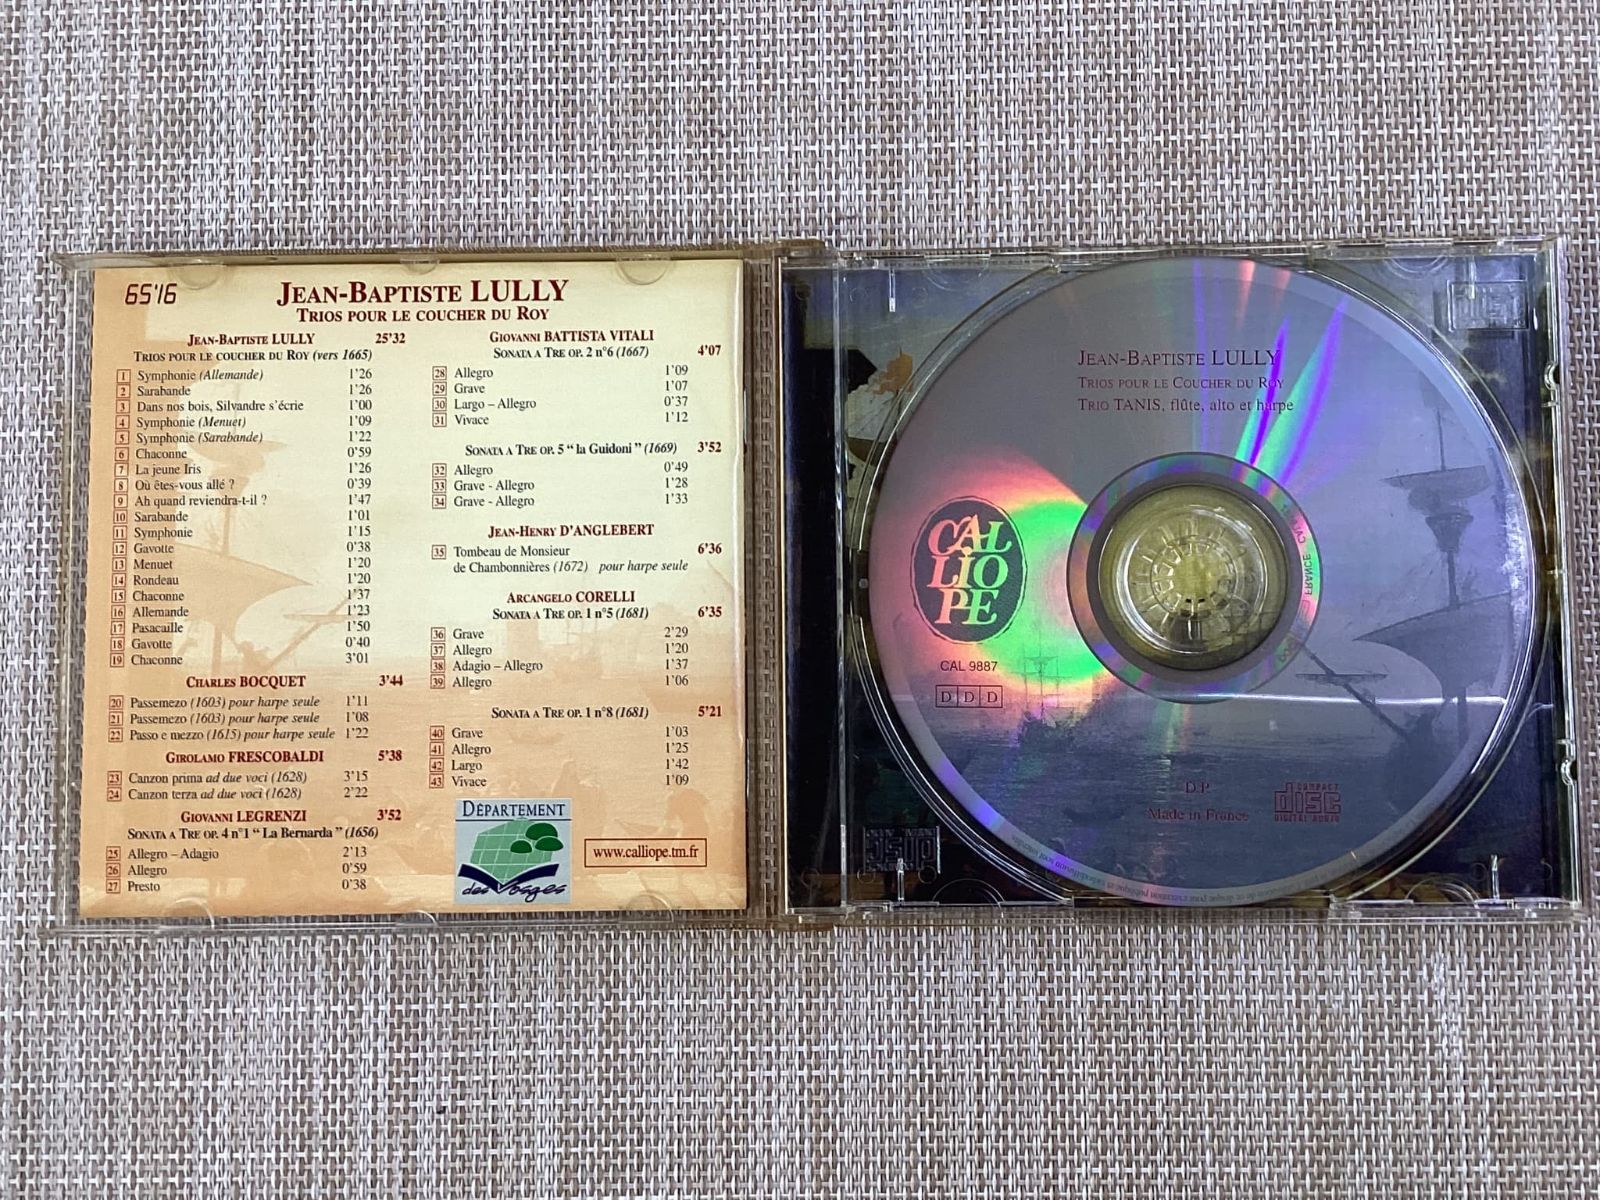 65'16
JEAN-BAPTISTE LULLY
TRIOS POUR LE COUCHER DU ROY
JEAN-BAPTISTE LULLY 25'32
TRIOS POUR LE COUCHER DU ROY (vers 1665)
1 Symphonie (Allemande) 1'26
2 Sarabande 1'26
3 Dans nos bois, Silvandre s'écrie 1'00
4 Symphonie (Menuet) 1'09
5 Symphonie (Sarabande) 1'22
6 Chaconne 0'59
7 La jeune Iris 1'26
8 Où êtes-vous allé ? 0'39
9 Ah quand reviendra-t-il ? 1'47
10 Sarabande 1'01
11 Symphonie 1'15
12 Gavotte 0'38
13 Menuet 1'20
14 Rondeau 1'20
15 Chaconne 1'37
16 Allemande 1'23
17 Pasacaille 1'50
18 Gavotte 0'40
19 Chaconne 3'01
CHARLES BOCQUET 3'44
20 Passemezo (1603) pour harpe seule 1'11
21 Passemezo (1603) pour harpe seule 1'08
22 Passo e mezzo (1615) pour harpe seule 1'22
GIROLAMO FRESCOBALDI 5'38
23 Canzon prima ad due voci (1628) 3'15
24 Canzon terza ad due voci (1628) 2'22
GIOVANNI LEGRENZI 3'52
SONATA A TRE OP. 4 n°1 “ La Bernarda ” (1656)
25 Allegro – Adagio 2'13
26 Allegro 0'59
27 Presto 0'38
GIOVANNI BATTISTA VITALI
SONATA A TRE OP. 2 n°6 (1667) 4'07
28 Allegro 1'09
29 Grave 1'07
30 Largo – Allegro 0'37
31 Vivace 1'12
SONATA A TRE OP. 5 “ la Guidoni ” (1669) 3'52
32 Allegro 0'49
33 Grave - Allegro 1'28
34 Grave - Allegro 1'33
JEAN-HENRY D'ANGLEBERT
35 Tombeau de Monsieur 6'36
de Chambonnières (1672) pour harpe seule
ARCANGELO CORELLI
SONATA A TRE OP. 1 n°5 (1681) 6'35
36 Grave 2'29
37 Allegro 1'20
38 Adagio – Allegro 1'37
39 Allegro 1'06
SONATA A TRE OP. 1 n°8 (1681) 5'21
40 Grave 1'03
41 Allegro 1'25
42 Largo 1'42
43 Vivace 1'09
DÉPARTEMENT
des Vosges
www.calliope.tm.fr
JEAN-BAPTISTE LULLY
TRIOS POUR LE COUCHER DU ROY
TRIO TANIS, flûte, alto et harpe
CALLIOPE
CAL 9887
DDD
D.P.
Made in France
COMPACT
disc
DIGITAL AUDIO